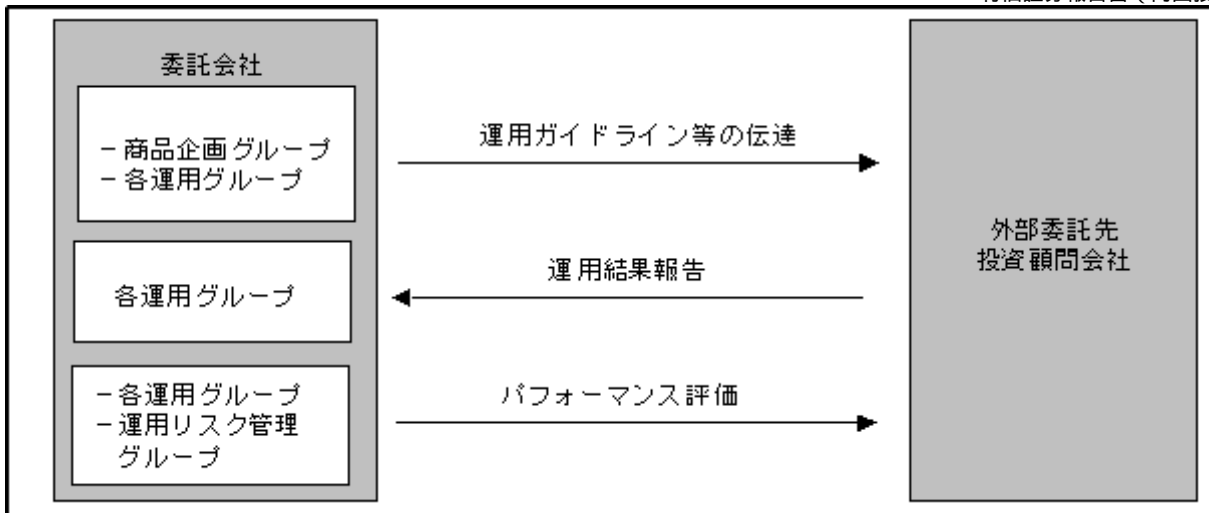 委託会社
－商品企画グループ
－各運用グループ
運用ガイドライン等の伝達
各運用グループ
運用結果報告
－各運用グループ
－運用リスク管理
グループ
パフォーマンス評価
外部委託先
投資顧問会社